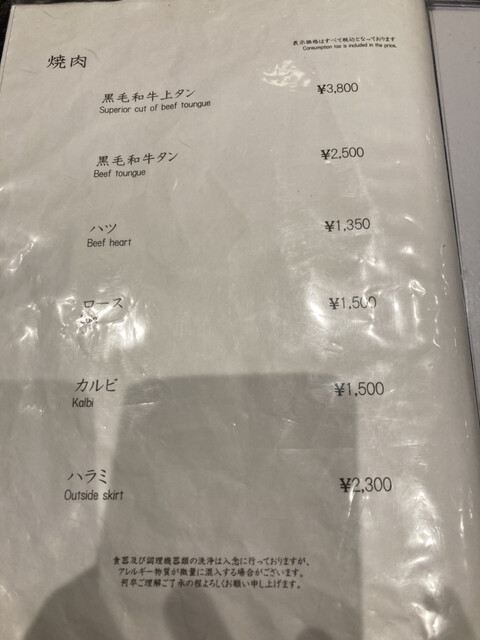 表示価格はすべて税込となっております
Consumption tax is included in the price.
焼肉
黒毛和牛上タン ¥3,800
Superior cut of beef toungue
黒毛和牛タン ¥2,500
Beef toungue
ハツ ¥1,350
Beef heart
ロース ¥1,500
カルビ ¥1,500
Kalbi
ハラミ ¥2,300
Outside skirt
食器及び調理機器類の洗浄は入念に行っておりますが、
アレルギー物質が微量に混入する場合がございます。
何卒ご理解ご了承の程よろしくお願い申し上げます。